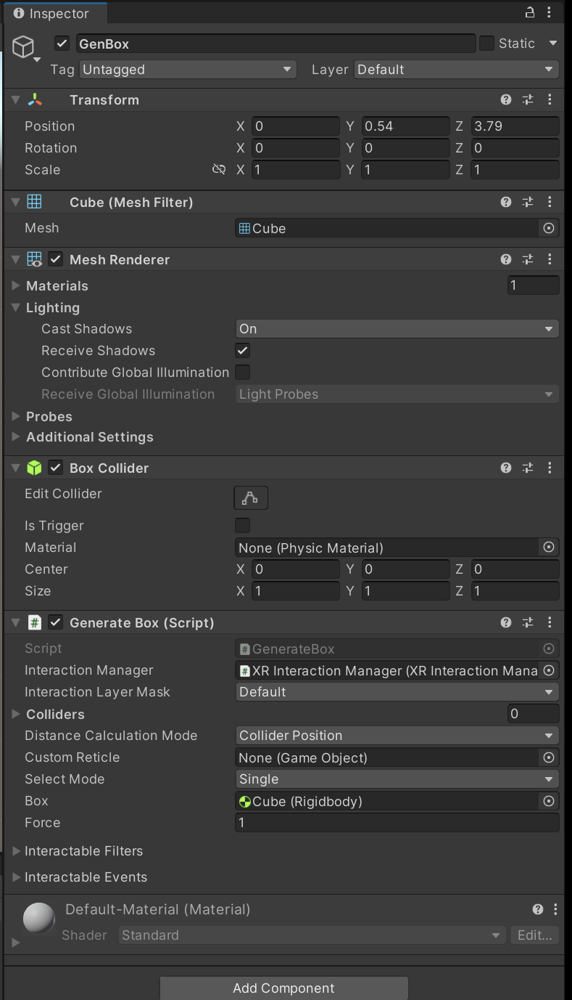 Inspector
GenBox Static
Tag Untagged Layer Default
Transform
Position X 0 Y 0.54 Z 3.79
Rotation X 0 Y 0 Z 0
Scale X 1 Y 1 Z 1
Cube (Mesh Filter)
Mesh Cube
Mesh Renderer
Materials 1
Lighting
Cast Shadows On
Receive Shadows
Contribute Global Illumination
Receive Global Illumination Light Probes
Probes
Additional Settings
Box Collider
Edit Collider
Is Trigger
Material None (Physic Material)
Center X 0 Y 0 Z 0
Size X 1 Y 1 Z 1
# Generate Box (Script)
Script # GenerateBox
Interaction Manager # XR Interaction Manager (XR Interaction Mana
Interaction Layer Mask Default
Colliders 0
Distance Calculation Mode Collider Position
Custom Reticle None (Game Object)
Select Mode Single
Box Cube (Rigidbody)
Force 1
Interactable Filters
Interactable Events
Default-Material (Material)
Shader Standard Edit...
Add Component